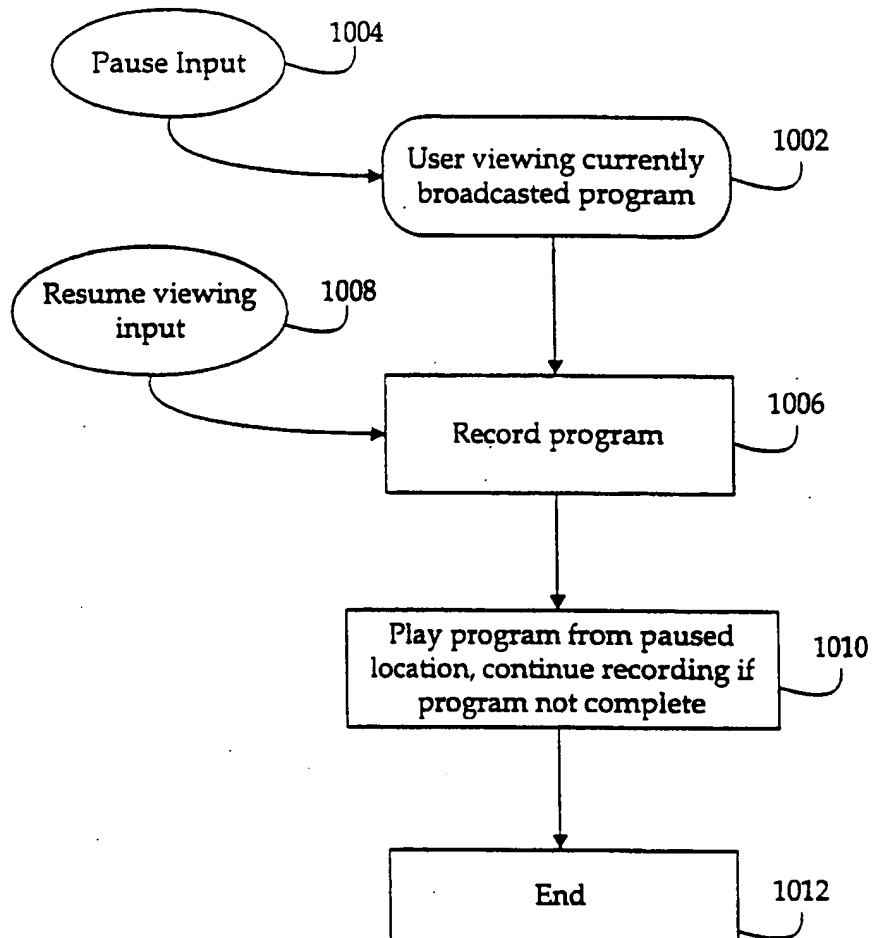 1004
Pause Input
User viewing currently
broadcasted program
1002
Resume viewing
input
1008
Record program
1006
Play program from paused
location, continue recording if
program not complete
1010
End
1012